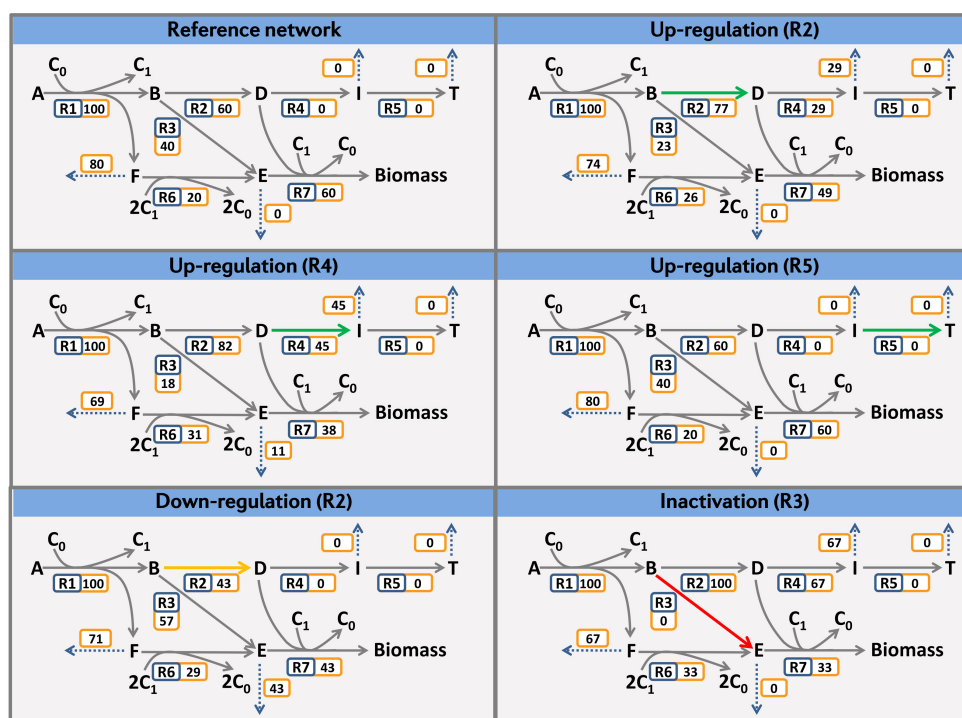 Reference network
C0 C1 0 0
A B D I T
R1 100 R2 60 R4 0 R5 0
R3
40 C1 C0
80
F E Biomass
R6 20 R7 60
2C1 2C0 0
Up-regulation (R2)
C0 C1 29 0
A B D I T
R1 100 R2 77 R4 29 R5 0
R3
23 C1 C0
74
F E Biomass
R6 26 R7 49
2C1 2C0 0
Up-regulation (R4)
C0 C1 45 0
A B D I T
R1 100 R2 82 R4 45 R5 0
R3
18 C1 C0
69
F E Biomass
R6 31 R7 38
2C1 2C0 11
Up-regulation (R5)
C0 C1 0 0
A B D I T
R1 100 R2 60 R4 0 R5 0
R3
40 C1 C0
80
F E Biomass
R6 20 R7 60
2C1 2C0 0
Down-regulation (R2)
C0 C1 0 0
A B D I T
R1 100 R2 43 R4 0 R5 0
R3
57 C1 C0
71
F E Biomass
R6 29 R7 43
2C1 2C0 43
Inactivation (R3)
C0 C1 67 0
A B D I T
R1 100 R2 100 R4 67 R5 0
R3
0 C1 C0
67
F E Biomass
R6 33 R7 33
2C1 2C0 0